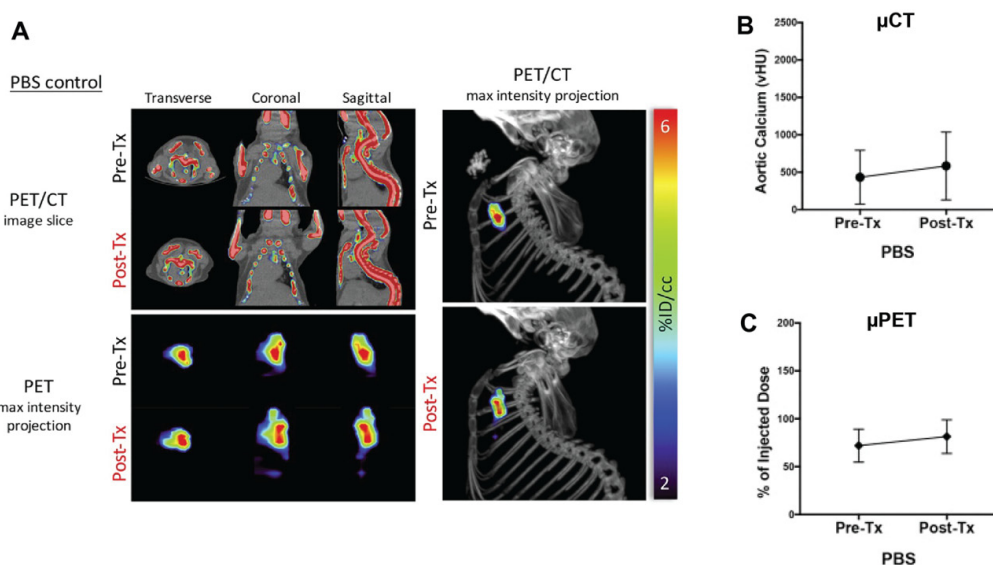 A
PBS control
Transverse
Coronal
Sagittal
Pre-Tx
PET/CT
image slice
Post-Tx
Pre-Tx
PET
max intensity
projection
Post-Tx
PET/CT
max intensity projection
Pre-Tx
Post-Tx
6
%ID/cc
2
B
µCT
Aortic Calcium (vHU)
2500
2000
1500
1000
500
0
Pre-Tx
Post-Tx
PBS
C
µPET
% of Injected Dose
200
150
100
50
0
Pre-Tx
Post-Tx
PBS